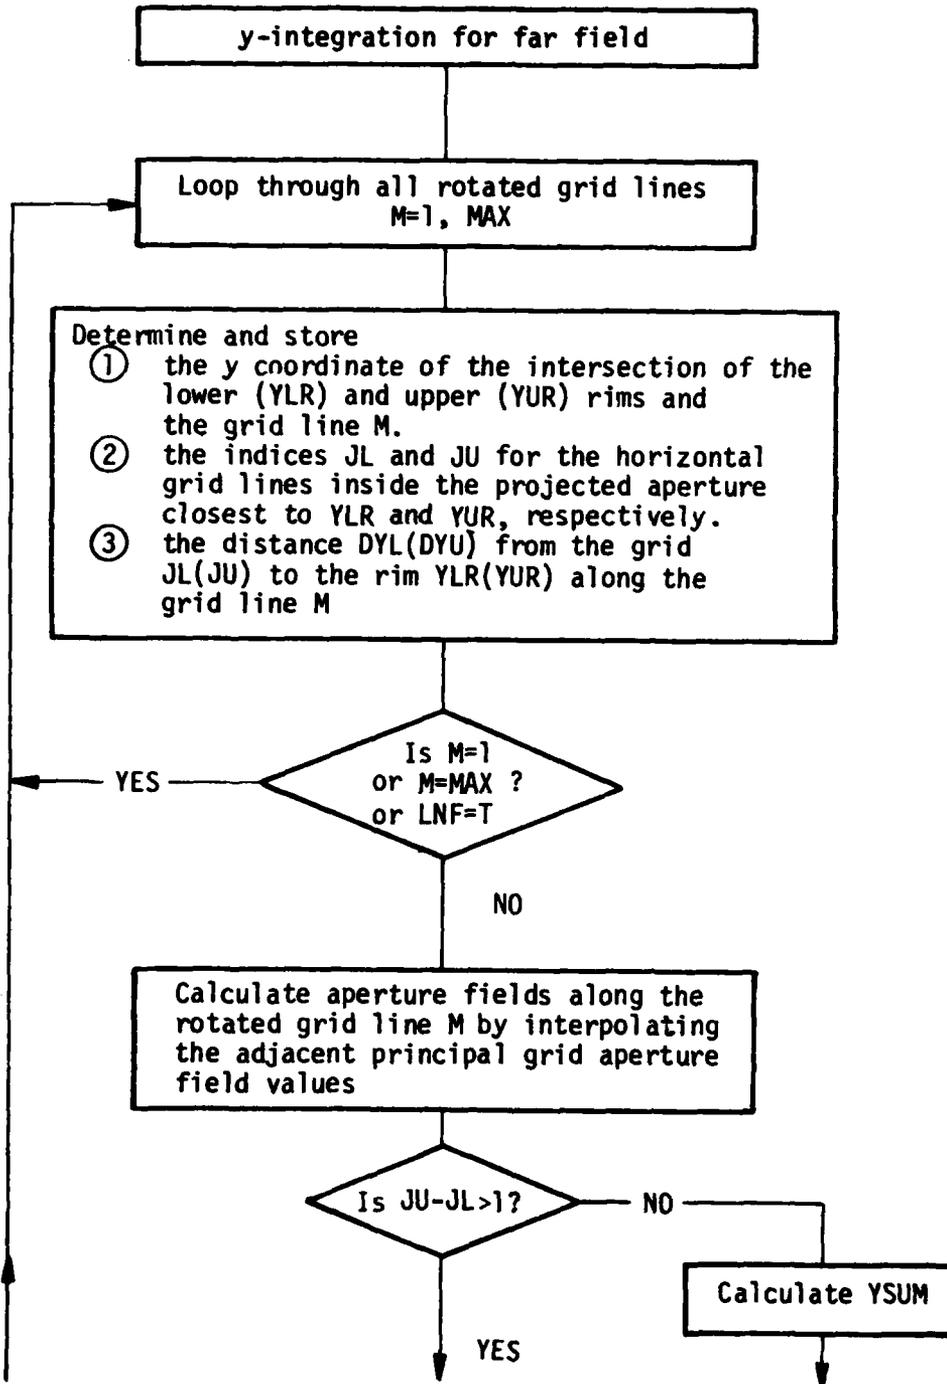 y-integration for far field
Loop through all rotated grid lines
M=1, MAX
Determine and store
① the y coordinate of the intersection of the
lower (YLR) and upper (YUR) rims and
the grid line M.
② the indices JL and JU for the horizontal
grid lines inside the projected aperture
closest to YLR and YUR, respectively.
③ the distance DYL(DYU) from the grid
JL(JU) to the rim YLR(YUR) along the
grid line M
Is M=1
or M=MAX ?
or LNF=T
YES
NO
Calculate aperture fields along the
rotated grid line M by interpolating
the adjacent principal grid aperture
field values
Is JU-JL>1?
NO
Calculate YSUM
YES